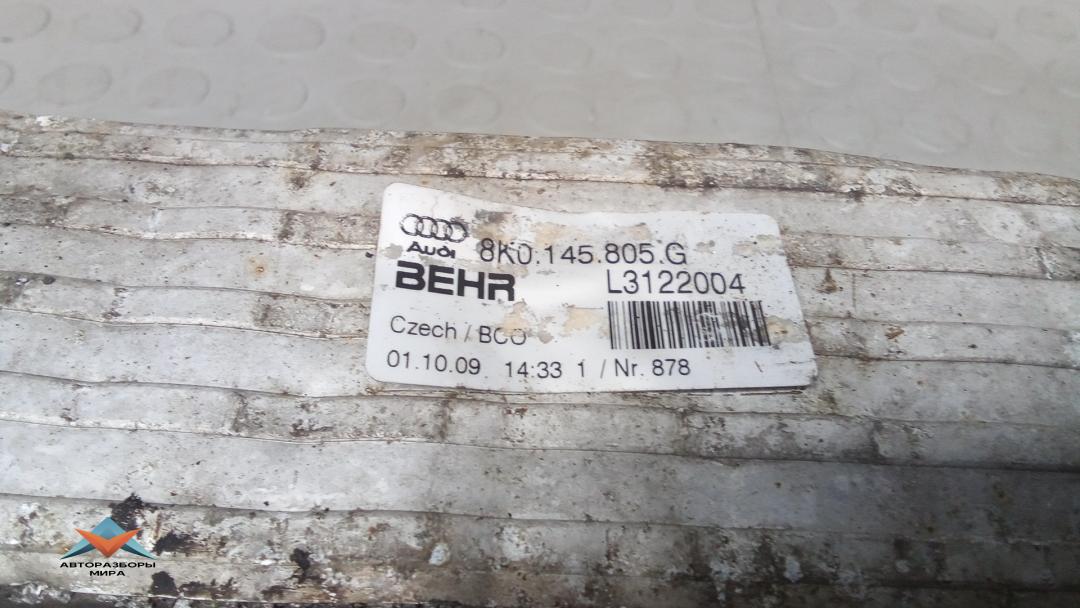 Audi 8K0.145.805.G
BEHR L3122004
Czech / BCO
01.10.09 14:33 1 / Nr. 878
АВТОРАЗБОРЫ
МИРА